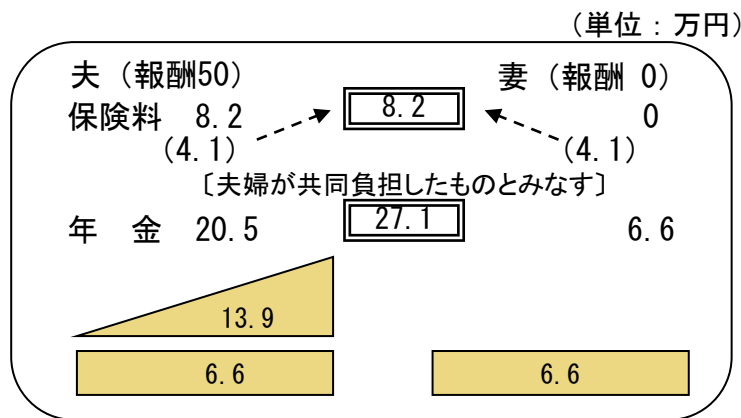 （単位：万円）
夫（報酬50） 妻（報酬 0）
保険料 8.2 8.2 0
(4.1) (4.1)
〔夫婦が共同負担したものとみなす〕
年 金 20.5 27.1 6.6
13.9
6.6 6.6